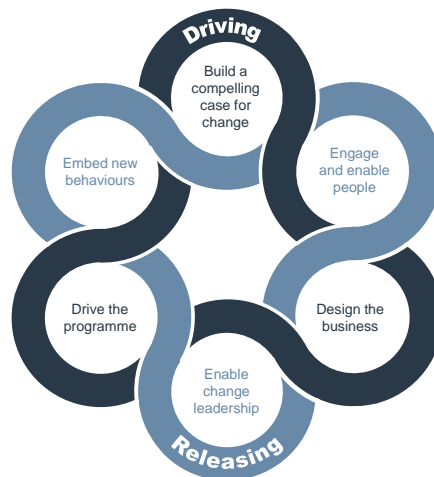 Driving
Build a
compelling
case for
change
Engage
and enable
people
Design the
business
Enable
change
leadership
Releasing
Drive the
programme
Embed new
behaviours